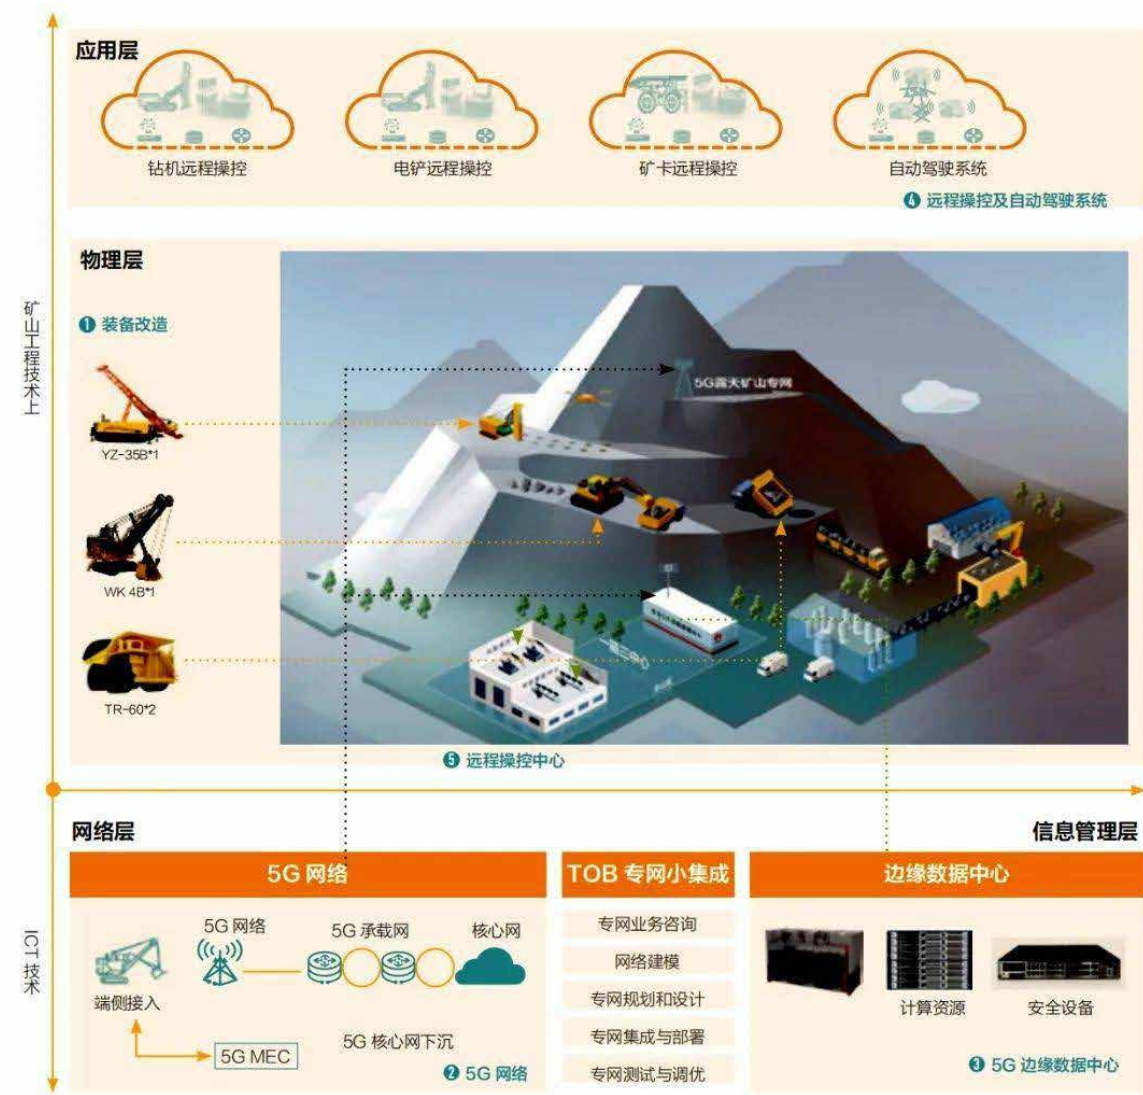 应用层
钻机远程操控
电铲远程操控
矿卡远程操控
自动驾驶系统
4 远程操控及自动驾驶系统
矿山工程技术上
物理层
1 装备改造
YZ-35B*1
WK 4B*1
TR-60*2
5G露天矿山专网
5 远程操控中心
ICT 技术
网络层
信息管理层
5G 网络
TOB 专网小集成
边缘数据中心
5G 网络
5G 承载网
核心网
端侧接入
5G MEC
5G 核心网下沉
2 5G 网络
专网业务咨询
网络建模
专网规划和设计
专网集成与部署
专网测试与调优
计算资源
安全设备
3 5G 边缘数据中心